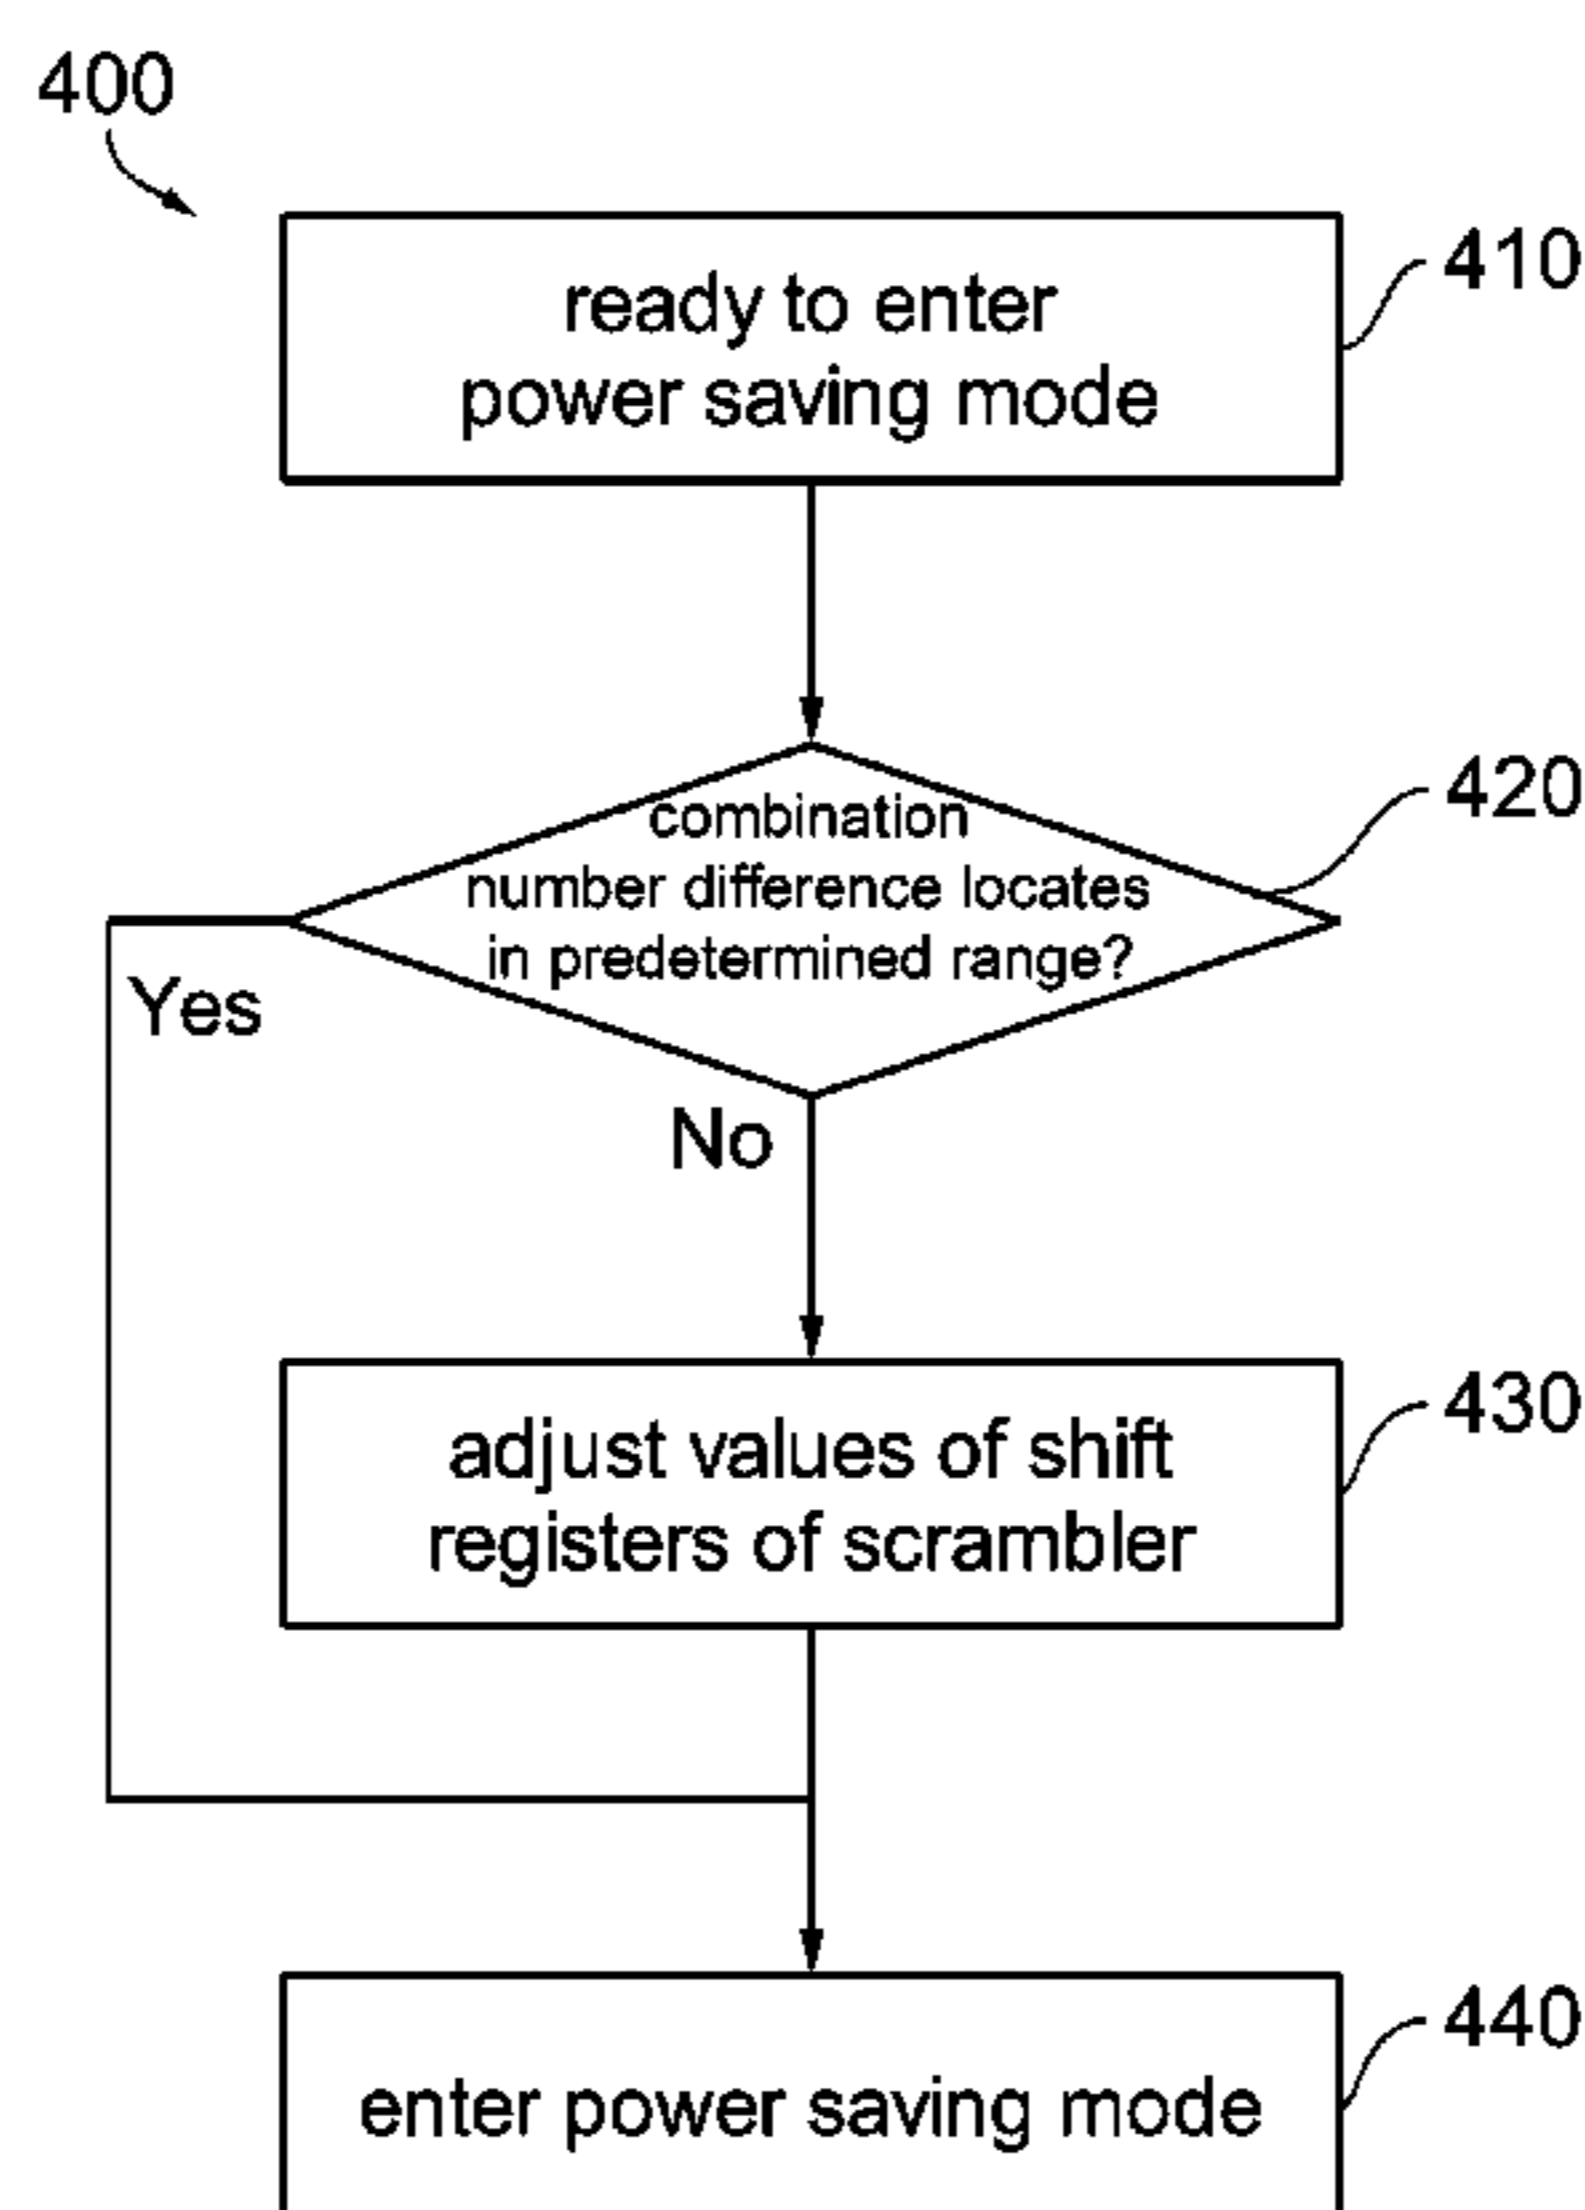 400
ready to enter
power saving mode
410
combination
number difference locates
in predetermined range?
420
Yes
No
adjust values of shift
registers of scrambler
430
enter power saving mode
440